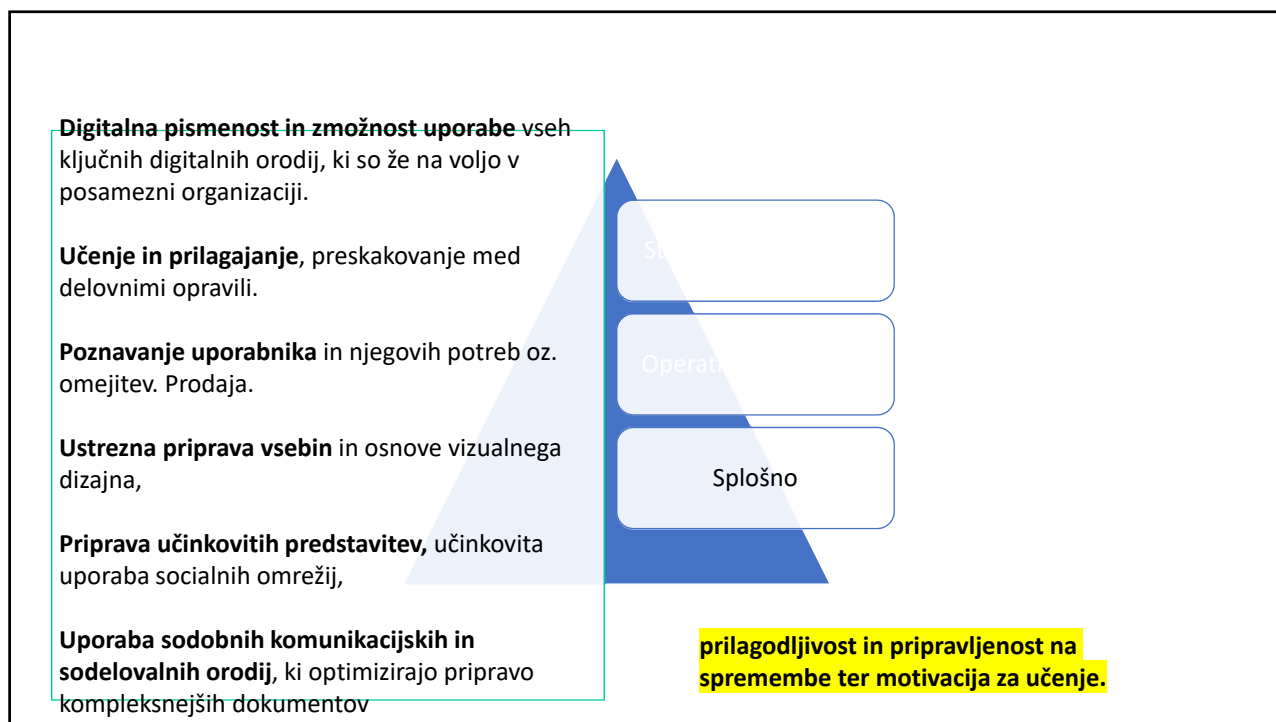 Digitalna pismenost in zmožnost uporabe vseh
ključnih digitalnih orodij, ki so že na voljo v
posamezni organizaciji.
Učenje in prilagajanje, preskakovanje med
delovnimi opravili.
Poznavanje uporabnika in njegovih potreb oz.
omejitev. Prodaja.
Ustrezna priprava vsebin in osnove vizualnega
dizajna,
Priprava učinkovitih predstavitev, učinkovita
uporaba socialnih omrežij,
Uporaba sodobnih komunikacijskih in
sodelovalnih orodij, ki optimizirajo pripravo
kompleksnejših dokumentov
Splošno
prilagodljivost in pripravljenost na
spremembe ter motivacija za učenje.